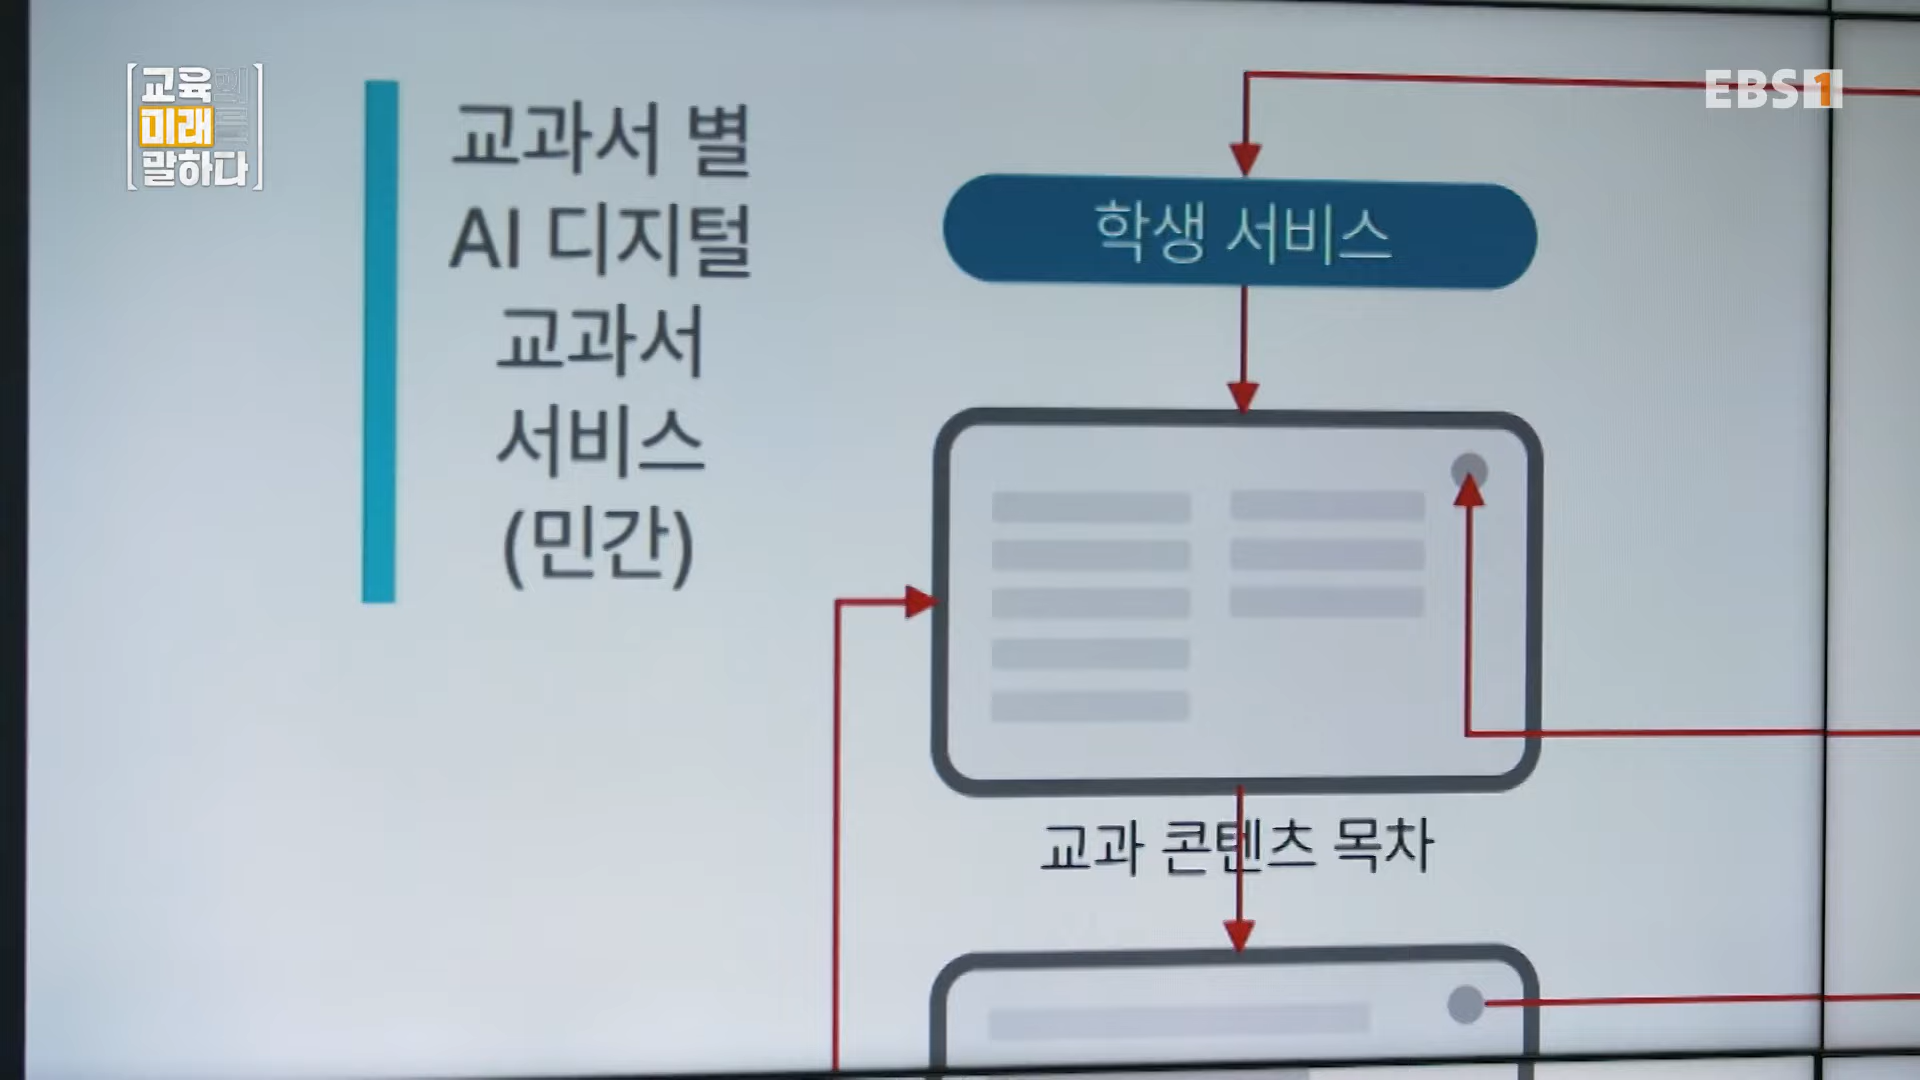 교육
미래
말하다
EBS1
교과서 별
AI 디지털
교과서
서비스
(민간)
학생 서비스
교과 콘텐츠 목차